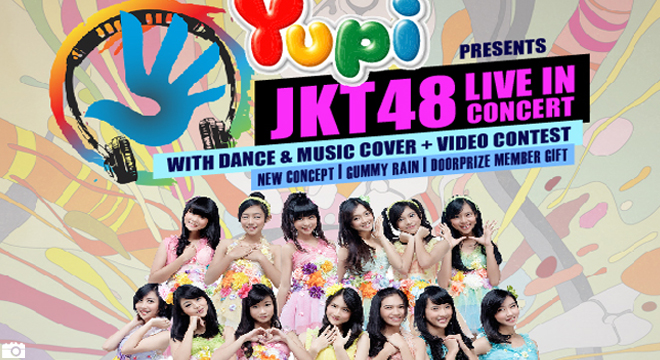 Yupi
PRESENTS
JKT48 LIVE IN
CONCERT
WITH DANCE & MUSIC COVER + VIDEO CONTEST
NEW CONCEPT | GUMMY RAIN | DOORPRIZE MEMBER GIFT